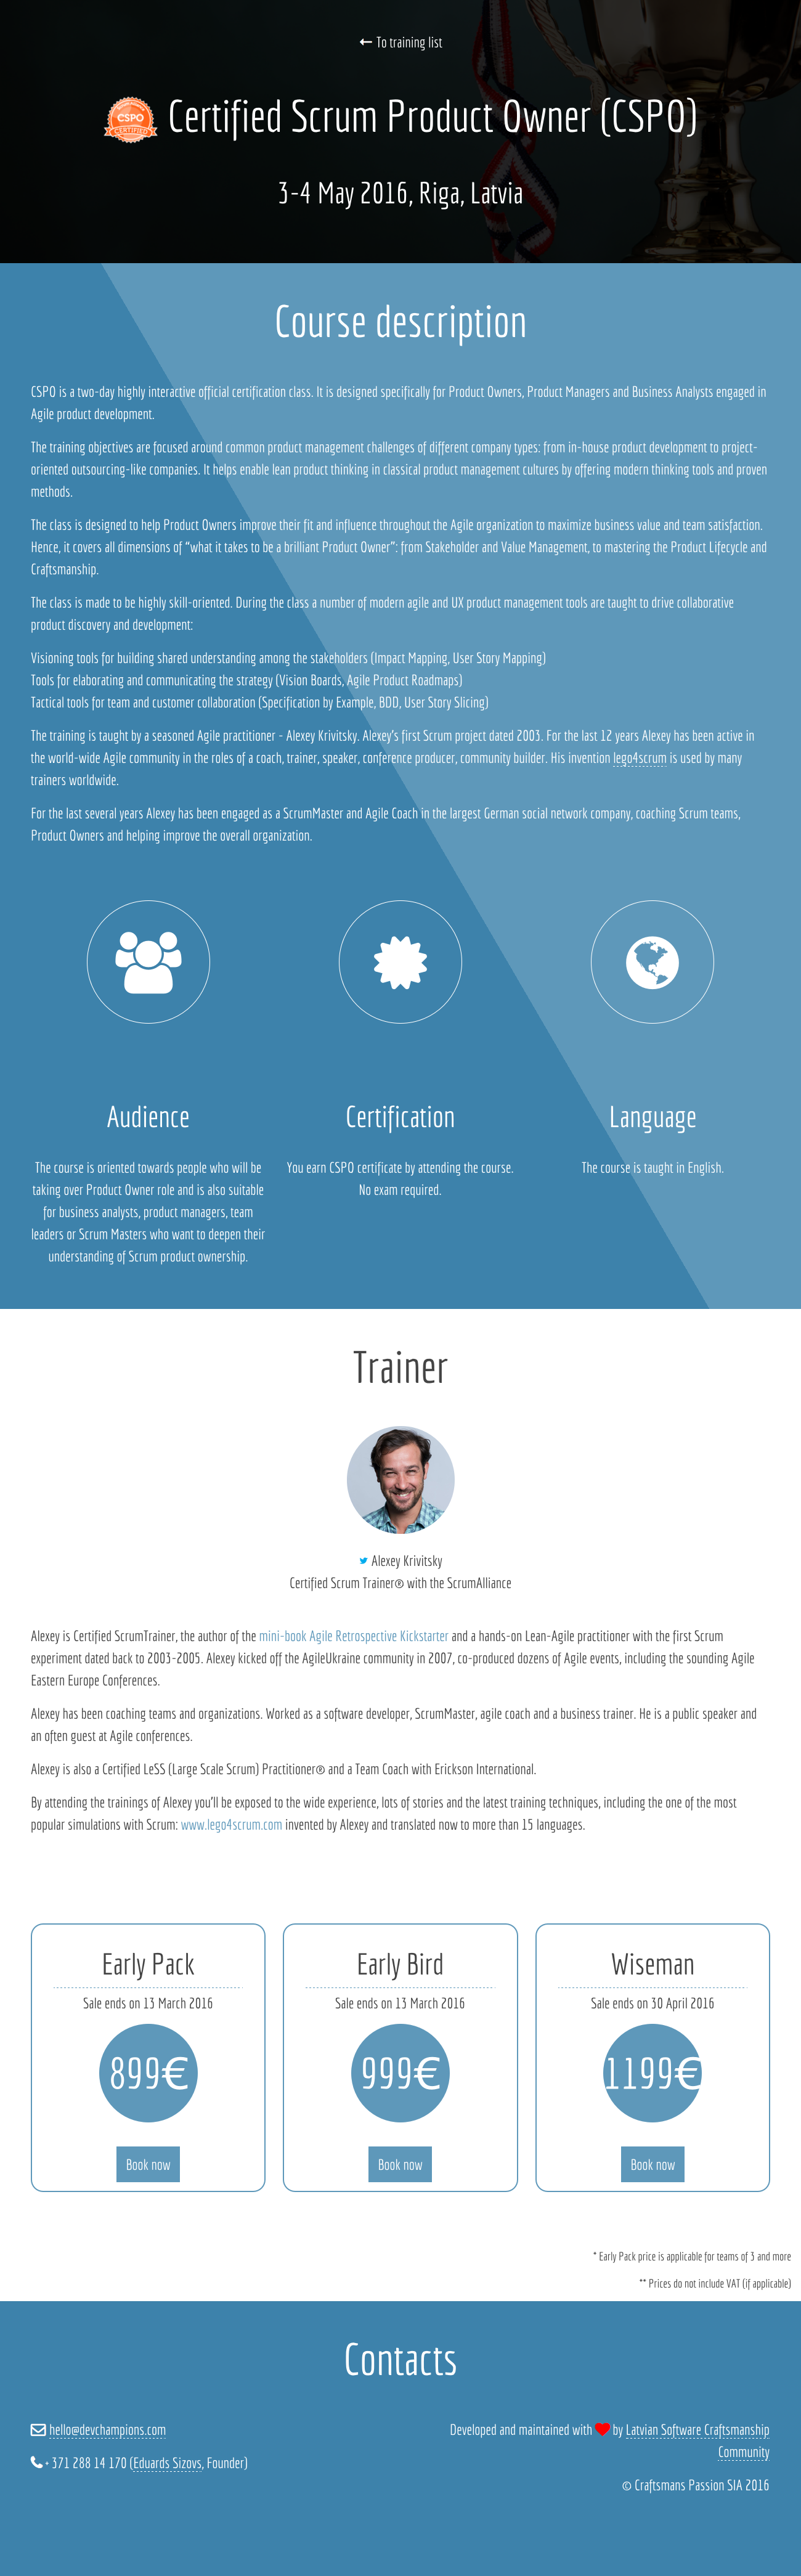 To training list
CSPO
CERTIFIED
Certified Scrum Product Owner (CSPO)
3-4 May 2016, Riga, Latvia
Course description
CSPO is a two-day highly interactive official certification class. It is designed specifically for Product Owners, Product Managers and Business Analysts engaged in
Agile product development.
The training objectives are focused around common product management challenges of different company types: from in-house product development to project-
oriented outsourcing-like companies. It helps enable lean product thinking in classical product management cultures by offering modern thinking tools and proven
methods.
The class is designed to help Product Owners improve their fit and influence throughout the Agile organization to maximize business value and team satisfaction.
Hence, it covers all dimensions of “what it takes to be a brilliant Product Owner”: from Stakeholder and Value Management, to mastering the Product Lifecycle and
Craftsmanship.
The class is made to be highly skill-oriented. During the class a number of modern agile and UX product management tools are taught to drive collaborative
product discovery and development:
Visioning tools for building shared understanding among the stakeholders (Impact Mapping, User Story Mapping)
Tools for elaborating and communicating the strategy (Vision Boards, Agile Product Roadmaps)
Tactical tools for team and customer collaboration (Specification by Example, BDD, User Story Slicing)
The training is taught by a seasoned Agile practitioner - Alexey Krivitsky. Alexey's first Scrum project dated 2003. For the last 12 years Alexey has been active in
the world-wide Agile community in the roles of a coach, trainer, speaker, conference producer, community builder. His invention lego4scrum is used by many
trainers worldwide.
For the last several years Alexey has been engaged as a ScrumMaster and Agile Coach in the largest German social network company, coaching Scrum teams,
Product Owners and helping improve the overall organization.
Audience
The course is oriented towards people who will be
taking over Product Owner role and is also suitable
for business analysts, product managers, team
leaders or Scrum Masters who want to deepen their
understanding of Scrum product ownership.
Certification
You earn CSPO certificate by attending the course.
No exam required.
Language
The course is taught in English.
Trainer
Alexey Krivitsky
Certified Scrum Trainer® with the ScrumAlliance
Alexey is Certified ScrumTrainer, the author of the mini-book Agile Retrospective Kickstarter and a hands-on Lean-Agile practitioner with the first Scrum
experiment dated back to 2003-2005. Alexey kicked off the AgileUkraine community in 2007, co-produced dozens of Agile events, including the sounding Agile
Eastern Europe Conferences.
Alexey has been coaching teams and organizations. Worked as a software developer, ScrumMaster, agile coach and a business trainer. He is a public speaker and
an often guest at Agile conferences.
Alexey is also a Certified LeSS (Large Scale Scrum) Practitioner® and a Team Coach with Erickson International.
By attending the trainings of Alexey you'll be exposed to the wide experience, lots of stories and the latest training techniques, including the one of the most
popular simulations with Scrum: www.lego4scrum.com invented by Alexey and translated now to more than 15 languages.
Early Pack
Sale ends on 13 March 2016
899€
Book now
Early Bird
Sale ends on 13 March 2016
999€
Book now
Wiseman
Sale ends on 30 April 2016
1199€
Book now
* Early Pack price is applicable for teams of 3 and more
** Prices do not include VAT (if applicable)
Contacts
hello@devchampions.com
+ 371 288 14 170 (Eduards Sizovs, Founder)
Developed and maintained with by Latvian Software Craftsmanship
Community
© Craftsmans Passion SIA 2016